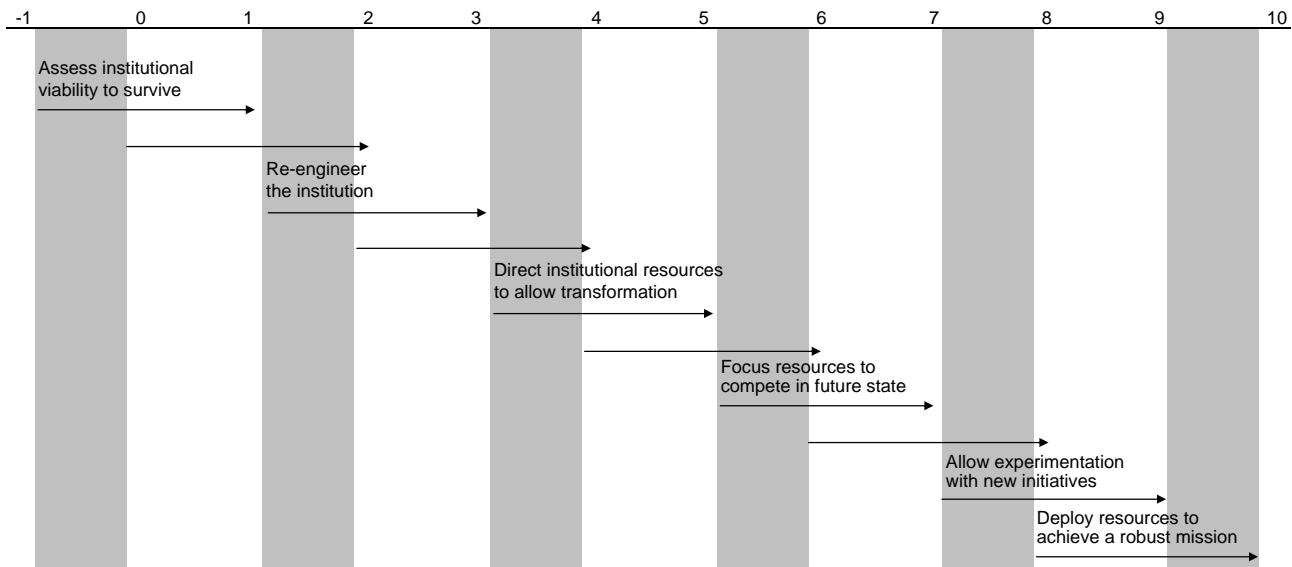 -1 0 1 2 3 4 5 6 7 8 9 10
Assess institutional
viability to survive
Re-engineer
the institution
Direct institutional resources
to allow transformation
Focus resources to
compete in future state
Allow experimentation
with new initiatives
Deploy resources to
achieve a robust mission